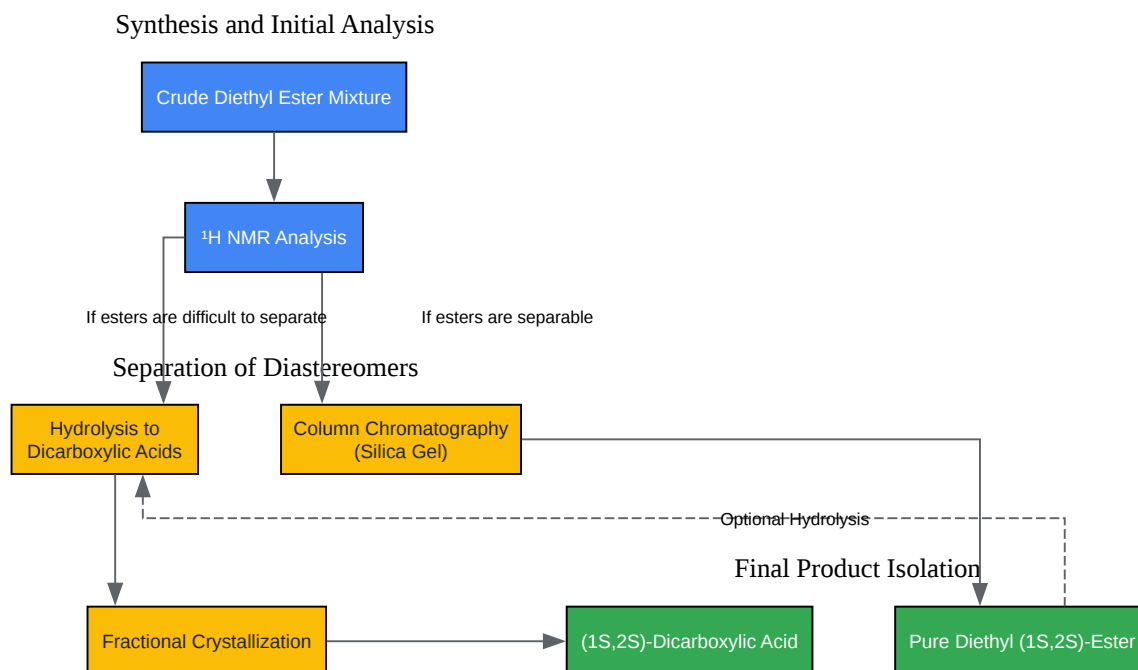 Synthesis and Initial Analysis
Crude Diethyl Ester Mixture
¹H NMR Analysis
If esters are difficult to separate
If esters are separable
Separation of Diastereomers
Hydrolysis to
Dicarboxylic Acids
Column Chromatography
(Silica Gel)
Optional Hydrolysis
Final Product Isolation
Fractional Crystallization
(1S,2S)-Dicarboxylic Acid
Pure Diethyl (1S,2S)-Ester